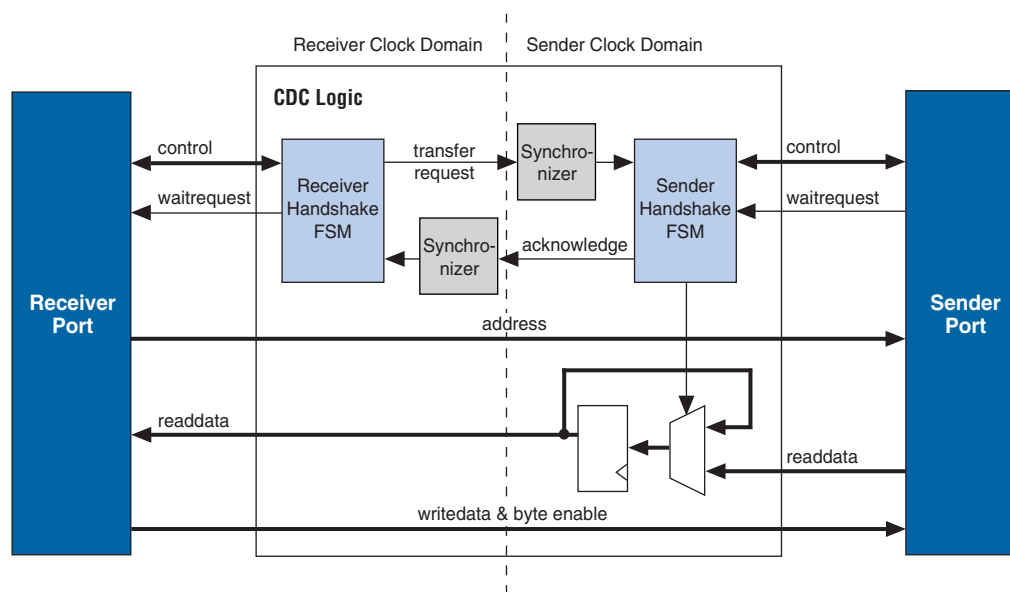 Receiver Clock Domain
Sender Clock Domain
CDC Logic
control
transfer
request
Synchro-
nizer
control
Receiver
Handshake
FSM
Sender
Handshake
FSM
waitrequest
waitrequest
Synchro-
nizer
acknowledge
Receiver
Port
Sender
Port
address
readdata
readdata
writedata & byte enable